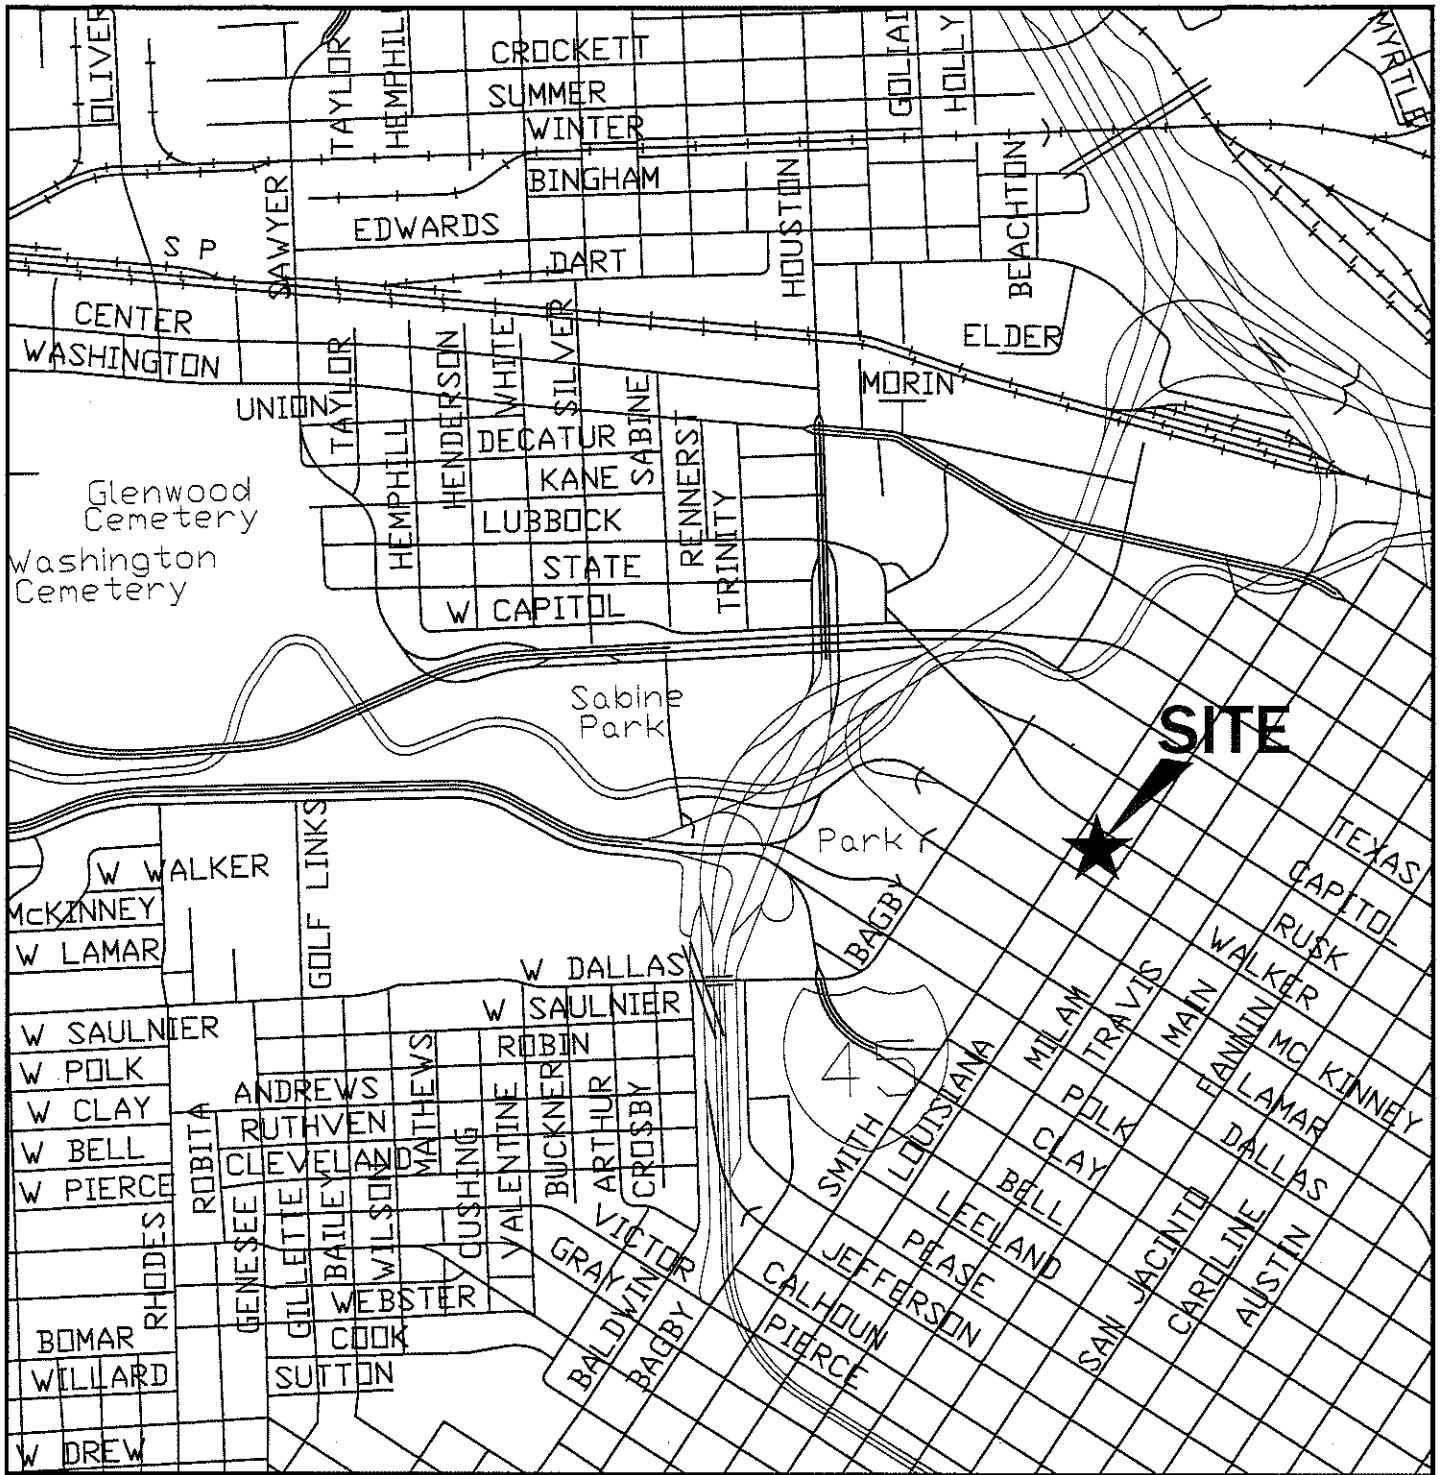 OLIVER
TAYLOR
HEMPHIL
CROCKETT
SUMMER
WINTER
GOLIAD
HOLLY
MYRTLE
BINGHAM
EDWARDS
DART
SAWYER
HOUSTON
BEACHTON
S P
CENTER
WASHINGTON
ELDER
MORIN
UNION
TAYLOR
HEMPHILL
HENDERSON
WHITE
SILVER
SABINE
DECATUR
KANE
LUBBOCK
STATE
W CAPITOL
RENNERST
TRINITY
Glenwood
Cemetery
Washington
Cemetery
Sabine
Park
SITE
Park
W WALKER
McKINNEY
W LAMAR
GOLF LINKS
BAGBY
TEXAS
CAPITOL
RUSK
WALKER
MC KINNEY
LAMAR
DALLAS
W DALLAS
W SAULNIER
W SAULNIER
ROBIN
W POLK
W CLAY
W BELL
W PIERCE
ANDREWS
RUTHVEN
CLEVELAND
MATHEWS
ROBITA
RHODES
GENESEE
GILLETTE
BAILEY
WILSON
CUSHING
VALENTINE
BUCKNER
ARTHUR
CROSBY
45
SMITH
LOUISIANA
MILAM
TRAVIS
MAIN
FANNIN
POLK
CLAY
BELL
LEELAND
PEASE
JEFFERSON
CALHOUN
PIERCE
SAN JACINTO
CAROLINE
AUSTIN
VICTOR
GRAY
BALDWIN
BAGBY
WEBSTER
COOK
SUTTON
BOMAR
WILLARD
W DREW